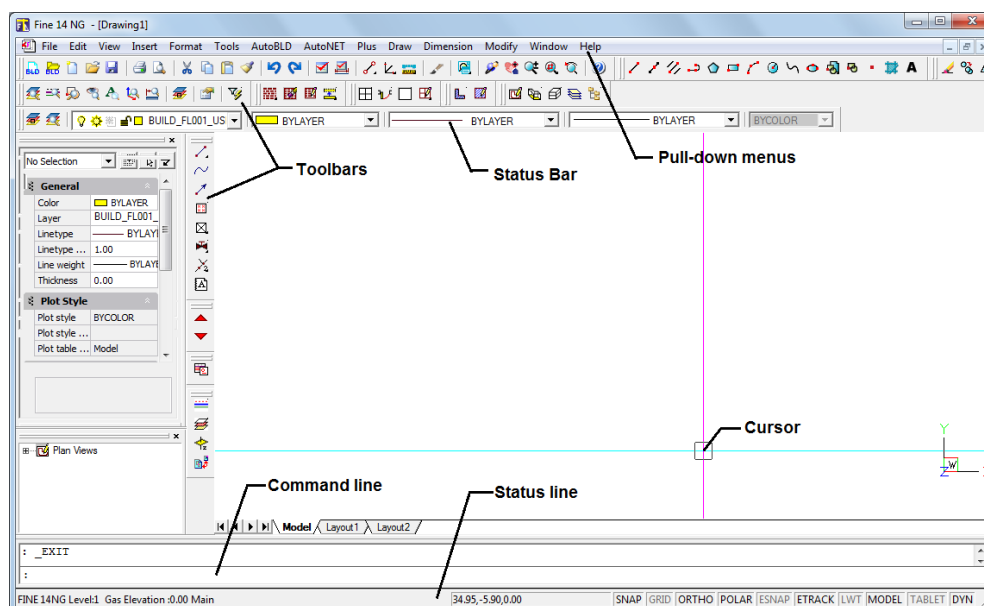 Fine 14 NG - [Drawing1]
File Edit View Insert Format Tools AutoBLD AutoNET Plus Draw Dimension Modify Window Help
BLD BLD
A
BUILD_FL001_US BYLAYER BYLAYER BYLAYER BYCOLOR
No Selection
Toolbars
Status Bar
Pull-down menus
General
Color BYLAYER
Layer BUILD_FL001_
Linetype BYLAY
Linetype ... 1.00
Line weight BYLAYE
Thickness 0.00
Plot Style
Plot style BYCOLOR
Plot style ...
Plot table ... Model
Plan Views
Cursor
Y
W
Z
Command line
Status line
Model Layout1 Layout2
: _EXIT
:
FINE 14NG Level:1 Gas Elevation :0.00 Main 34.95,-5.90,0.00 SNAP GRID ORTHO POLAR ESNAP ETRACK LWT MODEL TABLET DYN